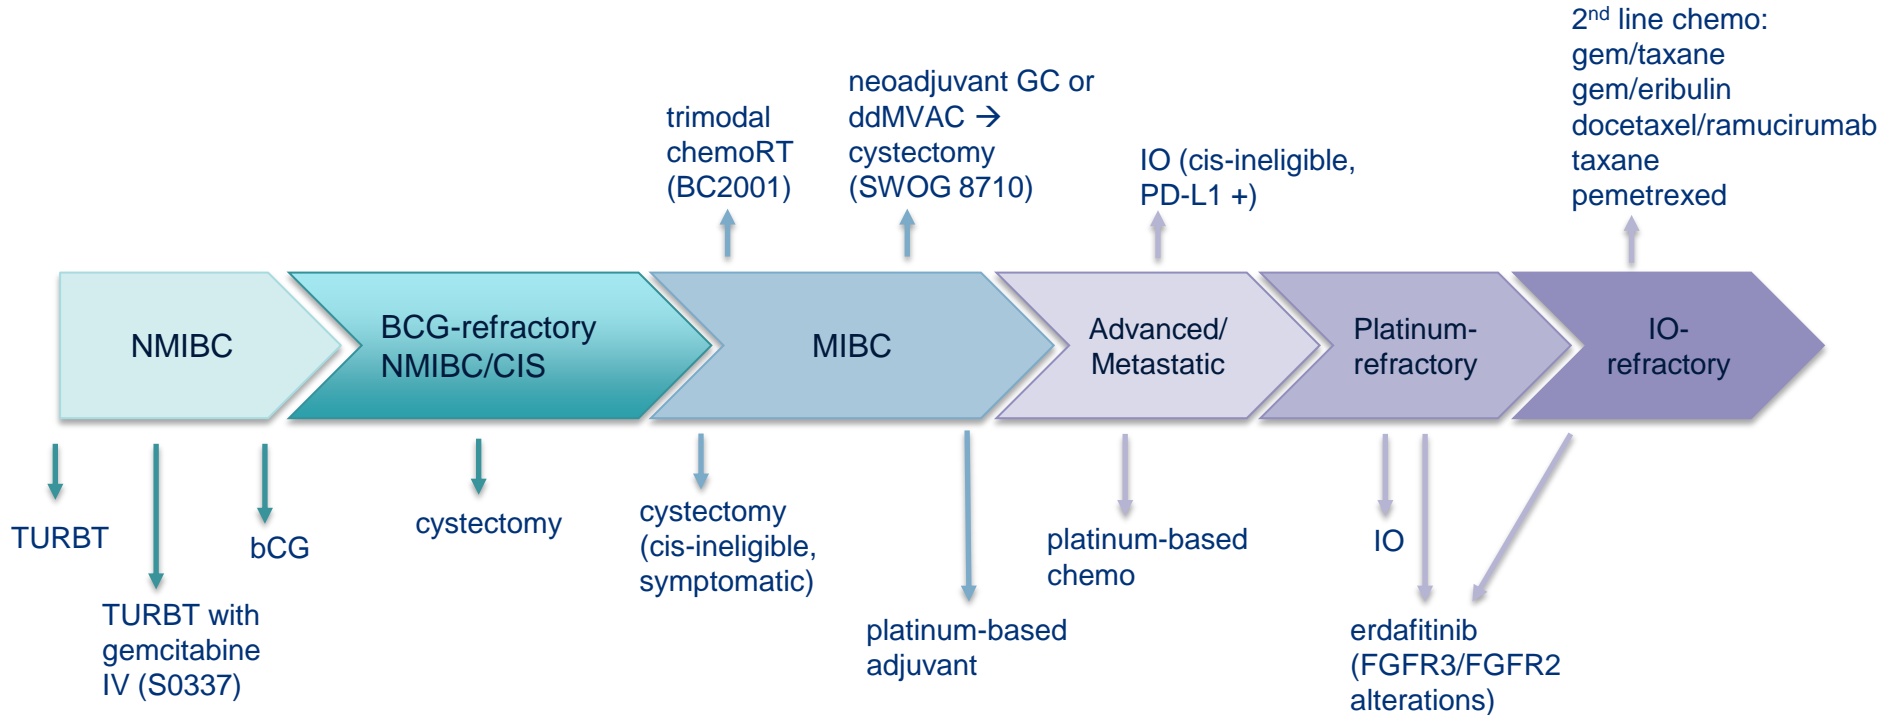 2nd line chemo:
gem/taxane
gem/eribulin
docetaxel/ramucirumab
taxane
pemetrexed
neoadjuvant GC or
ddMVAC →
cystectomy
(SWOG 8710)
trimodal
chemoRT
(BC2001)
IO (cis-ineligible,
PD-L1 +)
NMIBC
BCG-refractory
NMIBC/CIS
MIBC
Advanced/
Metastatic
Platinum-
refractory
IO-
refractory
TURBT
TURBT with
gemcitabine
IV (S0337)
bCG
cystectomy
cystectomy
(cis-ineligible,
symptomatic)
platinum-based
adjuvant
platinum-based
chemo
IO
erdafitinib
(FGFR3/FGFR2
alterations)